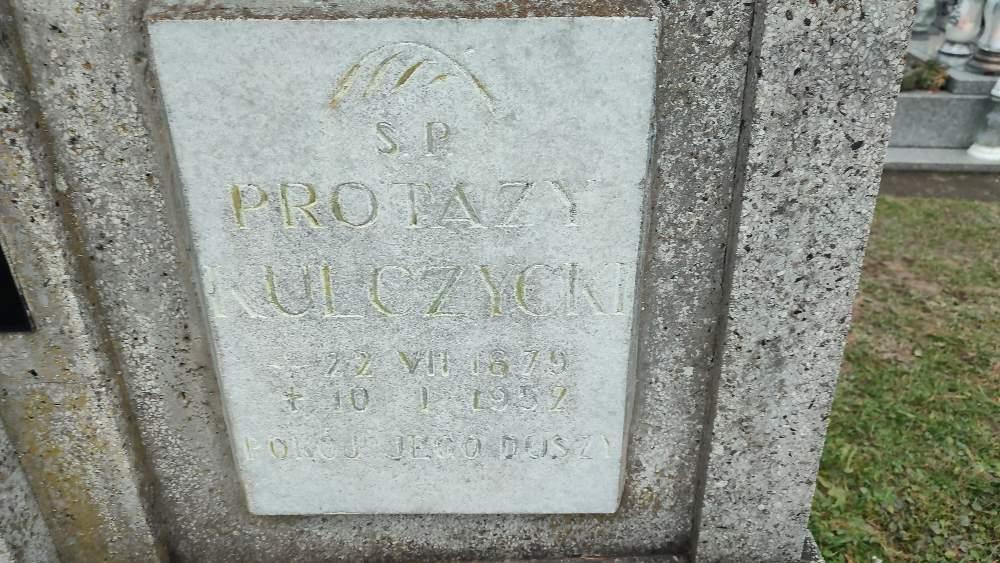 Ś.P.
PROTAZY
KULCZYCKI
22 VII 1879
† 10 I 1952
POKÓJ JEGO DUSZY